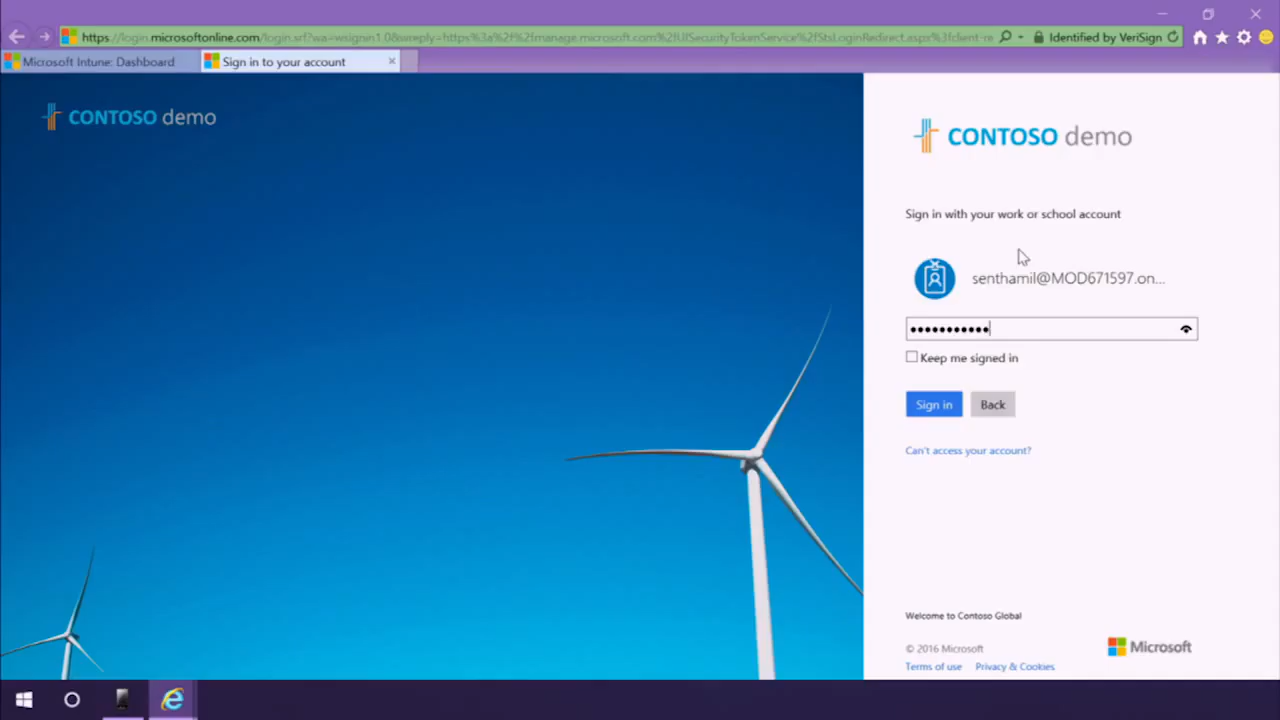 https://login.microsoftonline.com/login.srf?wa=wsignin1.0&wreply=https%3a%2f%2fmanage.microsoft.com%2fUISecurityTokenService%2fStsLoginRedirect.aspx%3fclient-re
Identified by VeriSign
Microsoft Intune: Dashboard
Sign in to your account
CONTOSO demo
CONTOSO demo
Sign in with your work or school account
senthamil@MOD671597.on...
Keep me signed in
Sign in
Back
Can't access your account?
Welcome to Contoso Global
© 2016 Microsoft
Microsoft
Terms of use
Privacy & Cookies